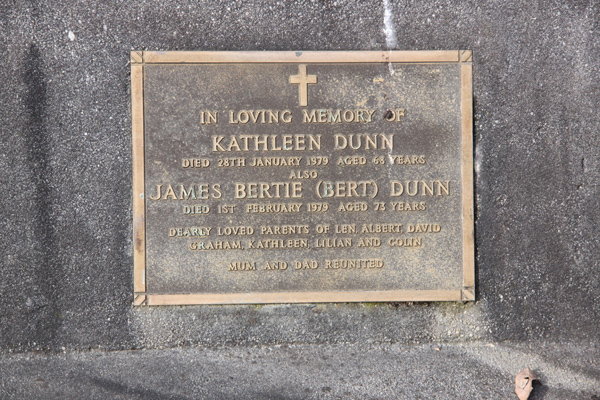 IN LOVING MEMORY OF
KATHLEEN DUNN
DIED 28TH JANUARY 1979 AGED 68 YEARS
ALSO
JAMES BERTIE (BERT) DUNN
DIED 1ST FEBRUARY 1979 AGED 73 YEARS
DEARLY LOVED PARENTS OF LEN, ALBERT, DAVID
GRAHAM, KATHLEEN, LILIAN AND COLIN
MUM AND DAD REUNITED